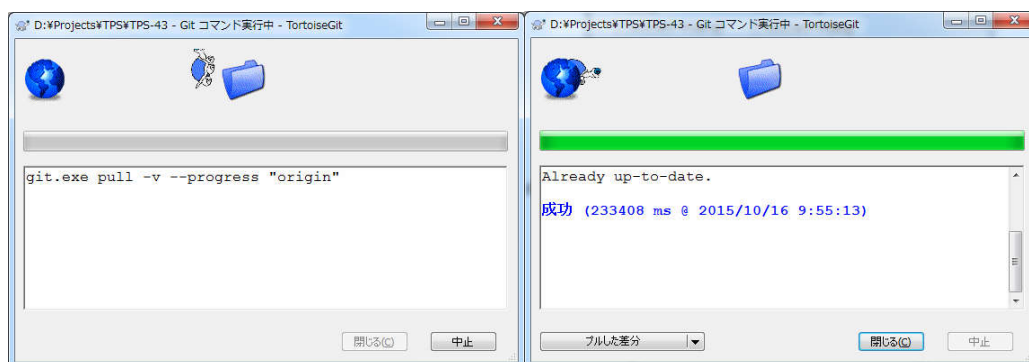 D:¥Projects¥TPS¥TPS-43 - Git コマンド実行中 - TortoiseGit
git.exe pull -v --progress "origin"
閉じる(C)
中止
D:¥Projects¥TPS¥TPS-43 - Git コマンド実行中 - TortoiseGit
Already up-to-date.
成功 (233408 ms @ 2015/10/16 9:55:13)
プルした差分
閉じる(C)
中止